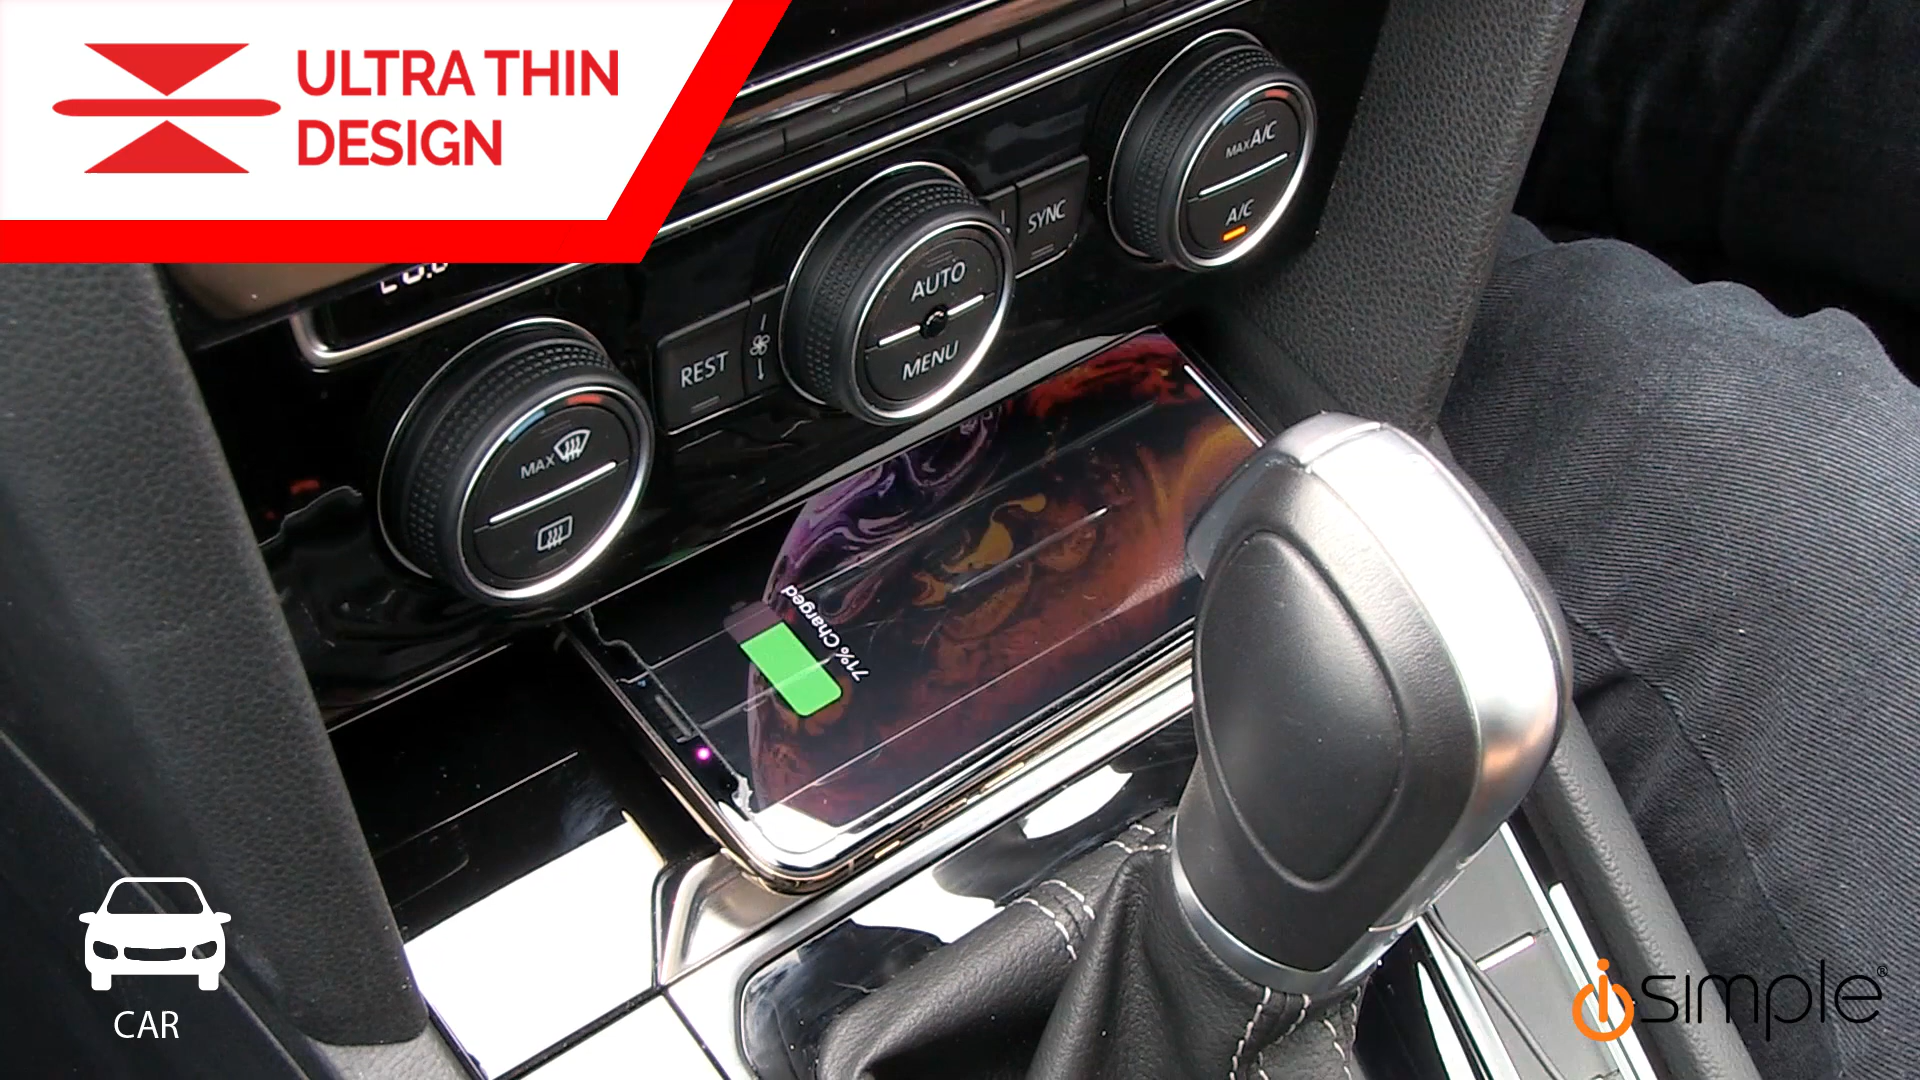 ULTRA THIN
DESIGN
MAX A/C
A/C
SYNC
AUTO
MENU
REST
MAX
71% Charged
CAR
isimple®